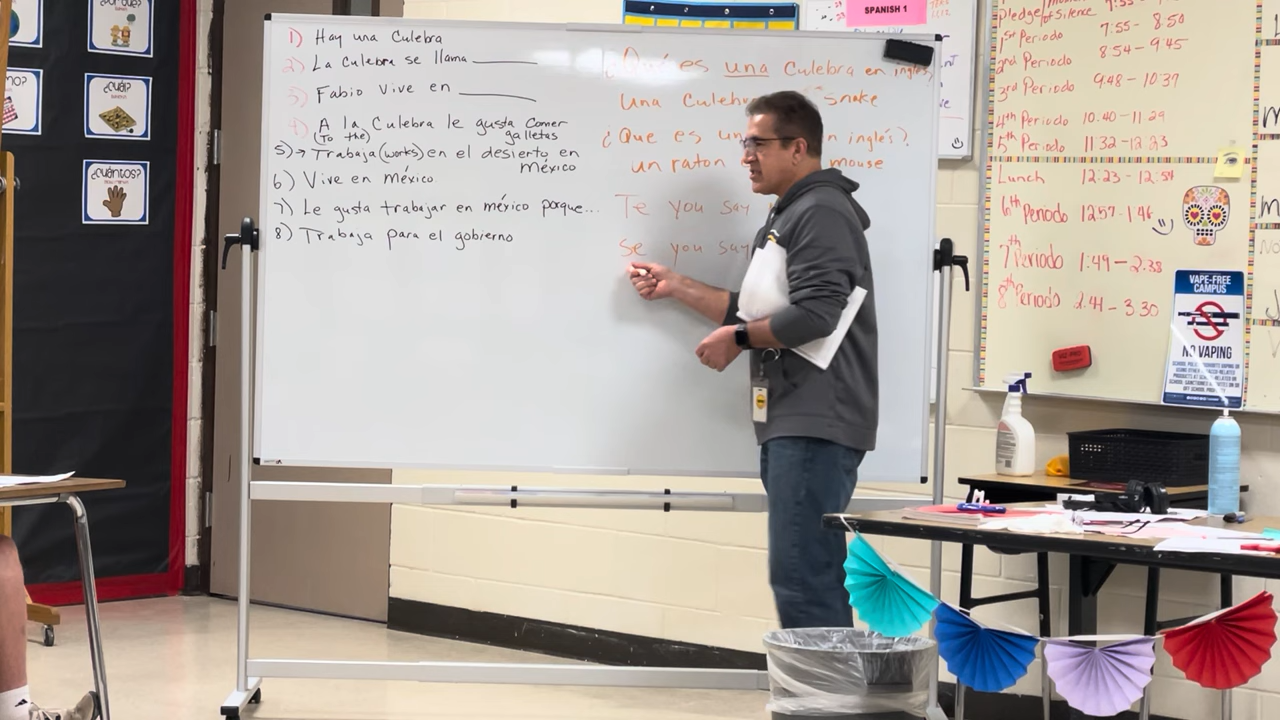 1) Hay una culebra
2) La culebra se llama
3) Fabio vive en
4) A la Culebra le gusta comer
(To the) galletas
5) → Trabaja (works) en el desierto en
méxico
6) Vive en méxico
7) Le gusta trabajar en méxico porque...
8) Trabaja para el gobierno
¿Qué es una Culebra en inglés,
una Culeb snake
¿Que es un n inglés?,
un raton mouse
Te you say
Se you say
SPANISH 1
¿cuál?
¿cuántos?
Pledge/ of Silence 7:55
1st Periodo 7:55 - 8:50
2nd Periodo 8:54 - 9:45
3rd Periodo 9:48 - 10:37
4th Periodo 10:40 - 11:29
5th Periodo 11:32 - 12:23
Lunch 12:23 - 12:54
6th Periodo 12:57 - 1:46
7th Periodo 1:49 - 2:38
8th Periodo 2:41 - 3:30
VAPE-FREE
CAMPUS
NO VAPING